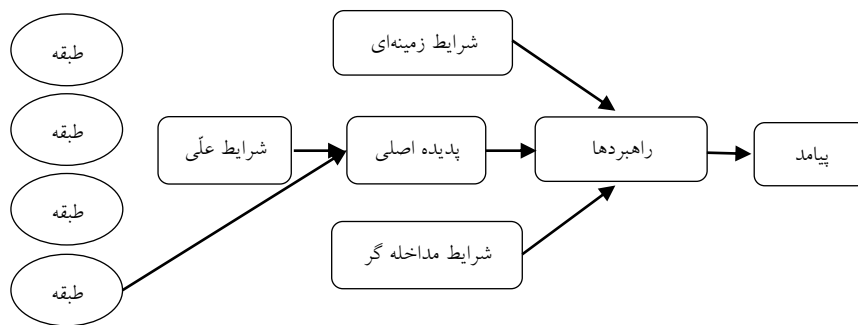 طبقه
طبقه
طبقه
طبقه
شرایط زمینه‌ای
شرایط علّی
پدیده اصلی
راهبردها
پیامد
شرایط مداخله گر